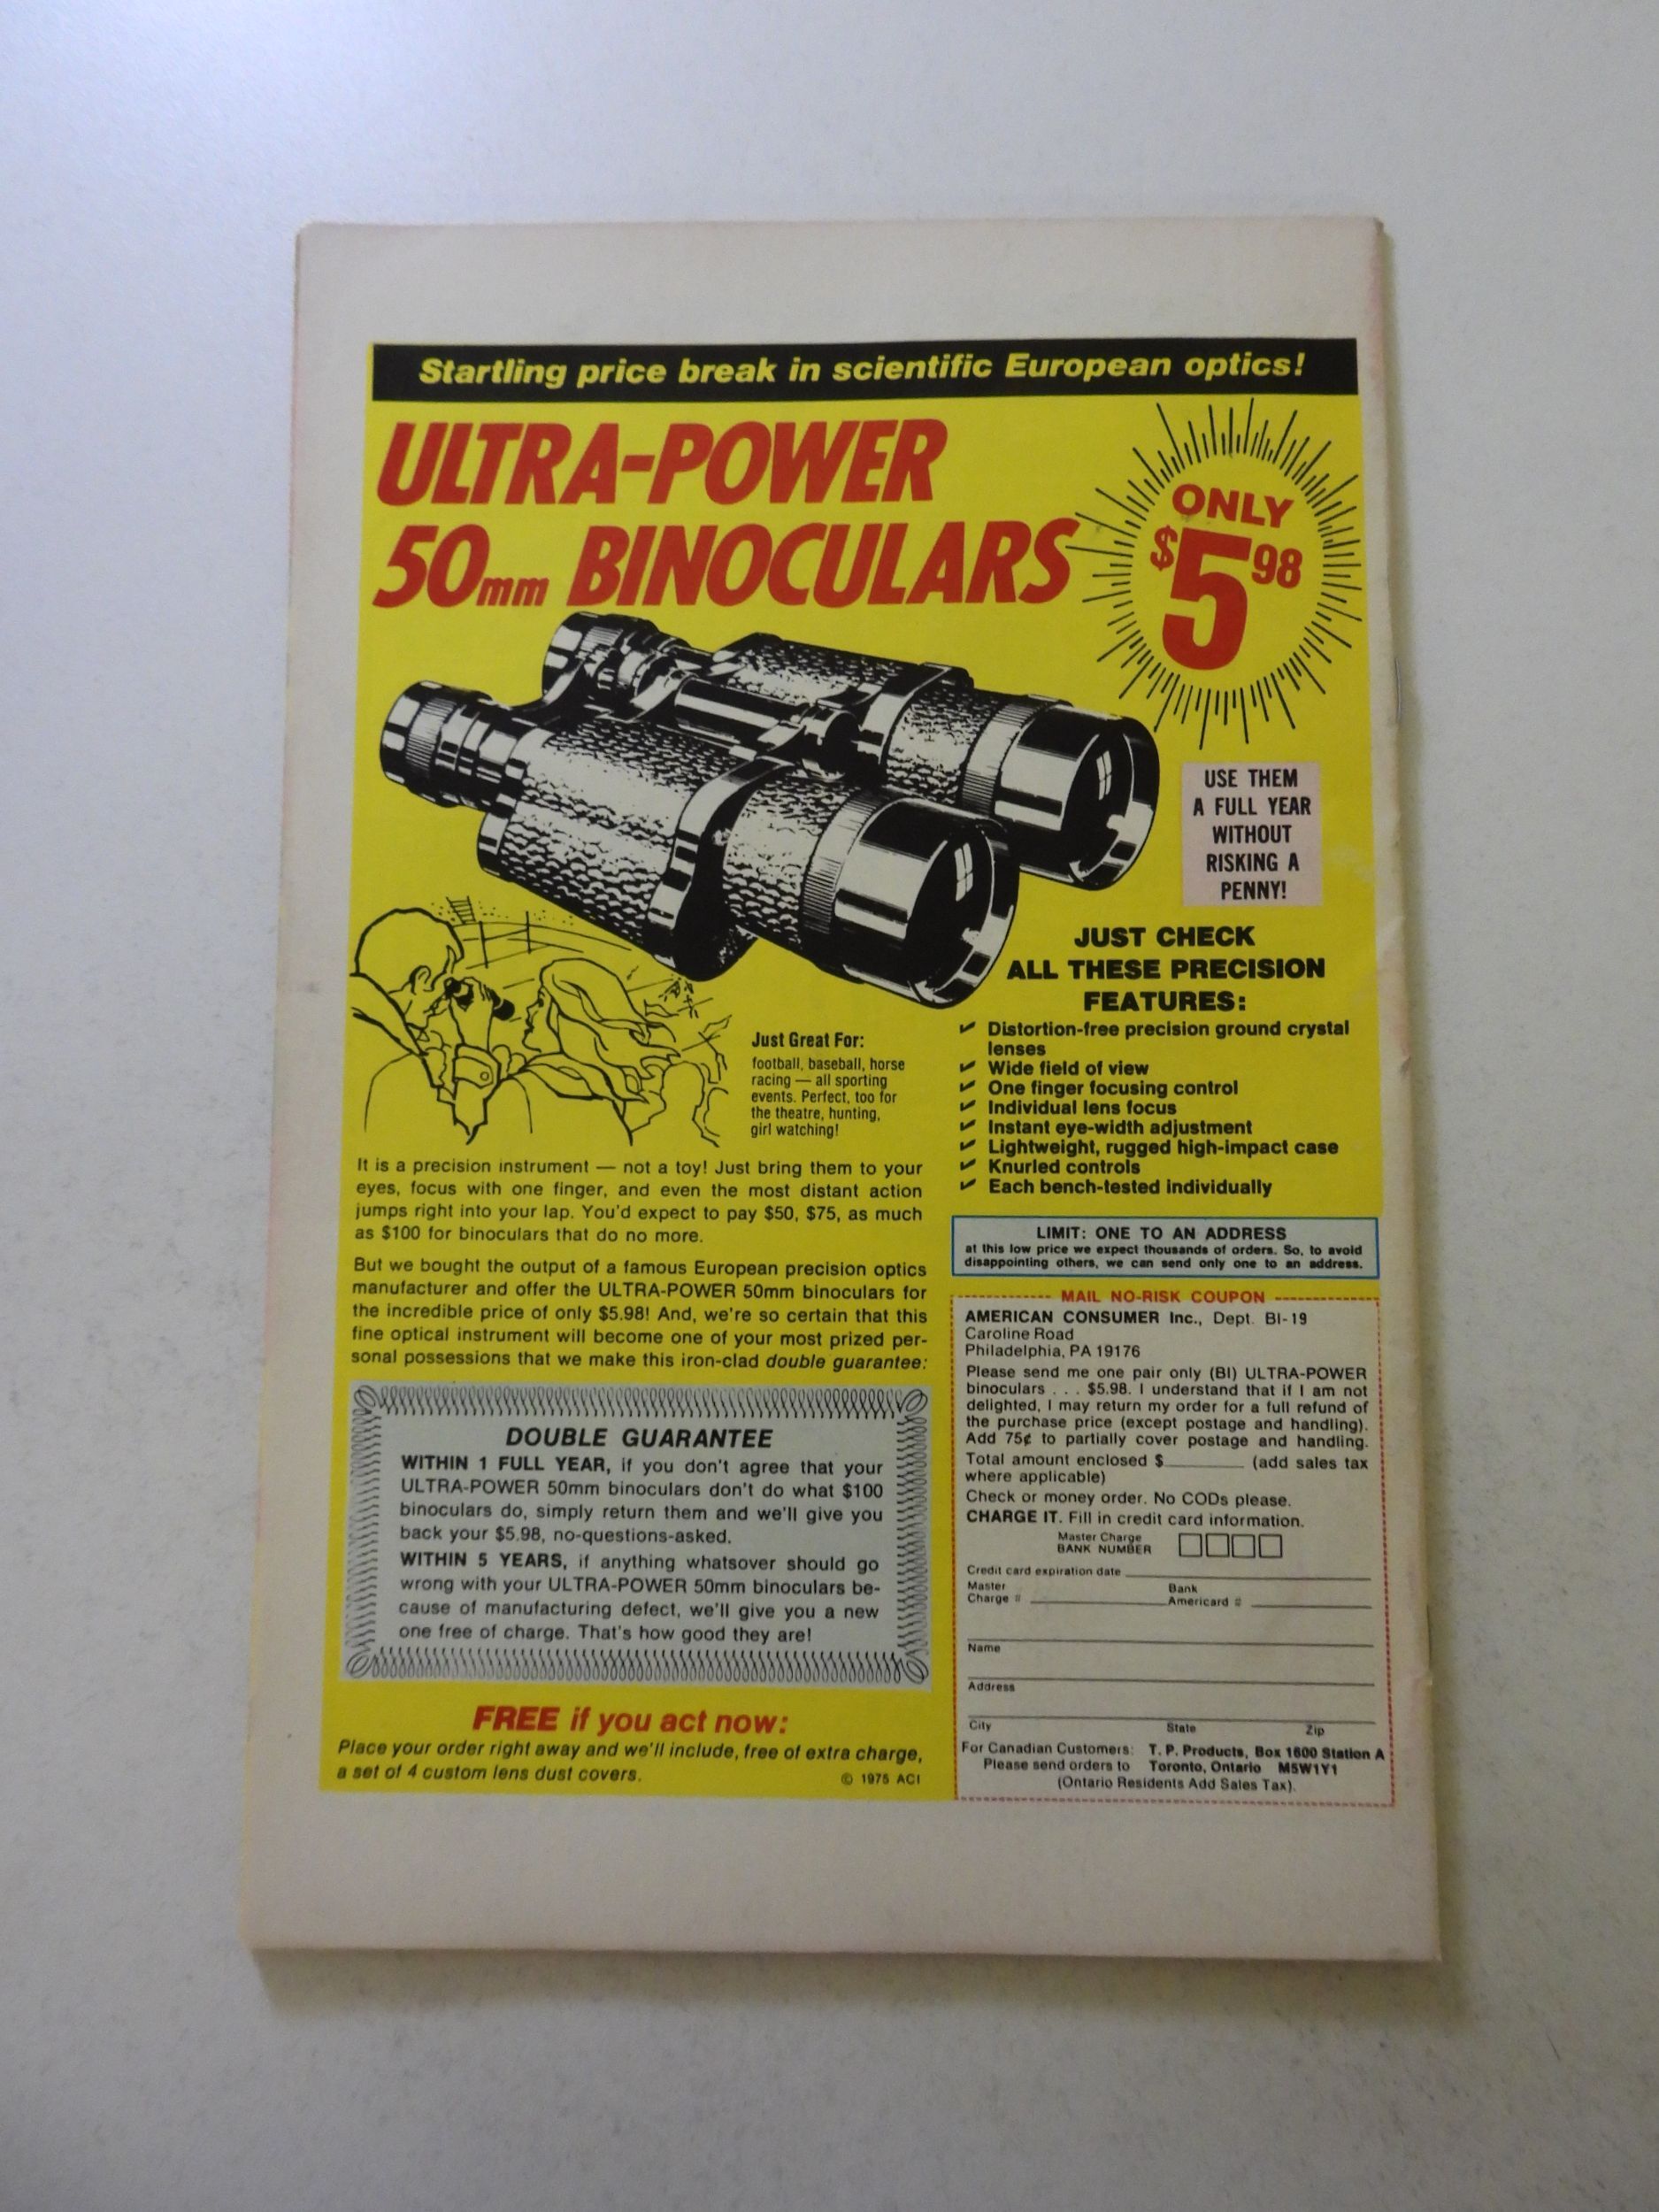 Startling price break in scientific European optics!
ULTRA-POWER
50mm BINOCULARS
ONLY
$5 98
USE THEM
A FULL YEAR
WITHOUT
RISKING A
PENNY!
JUST CHECK
ALL THESE PRECISION
FEATURES:
✔ Distortion-free precision ground crystal
lenses
✔ Wide field of view
✔ One finger focusing control
✔ Individual lens focus
✔ Instant eye-width adjustment
✔ Lightweight, rugged high-impact case
✔ Knurled controls
✔ Each bench-tested individually
Just Great For:
football, baseball, horse
racing — all sporting
events. Perfect, too for
the theatre, hunting,
girl watching!
It is a precision instrument — not a toy! Just bring them to your
eyes, focus with one finger, and even the most distant action
jumps right into your lap. You'd expect to pay $50, $75, as much
as $100 for binoculars that do no more.
But we bought the output of a famous European precision optics
manufacturer and offer the ULTRA-POWER 50mm binoculars for
the incredible price of only $5.98! And, we're so certain that this
fine optical instrument will become one of your most prized per-
sonal possessions that we make this iron-clad double guarantee:
DOUBLE GUARANTEE
WITHIN 1 FULL YEAR, if you don't agree that your
ULTRA-POWER 50mm binoculars don't do what $100
binoculars do, simply return them and we'll give you
back your $5.98, no-questions-asked.
WITHIN 5 YEARS, if anything whatsover should go
wrong with your ULTRA-POWER 50mm binoculars be-
cause of manufacturing defect, we'll give you a new
one free of charge. That's how good they are!
FREE if you act now:
Place your order right away and we'll include, free of extra charge,
a set of 4 custom lens dust covers.
© 1975 ACI
LIMIT: ONE TO AN ADDRESS
at this low price we expect thousands of orders. So, to avoid
disappointing others, we can send only one to an address.
MAIL NO-RISK COUPON
AMERICAN CONSUMER Inc., Dept. BI-19
Caroline Road
Philadelphia, PA 19176
Please send me one pair only (BI) ULTRA-POWER
binoculars . . . $5.98. I understand that if I am not
delighted, I may return my order for a full refund of
the purchase price (except postage and handling).
Add 75¢ to partially cover postage and handling.
Total amount enclosed $________ (add sales tax
where applicable)
Check or money order. No CODs please.
CHARGE IT. Fill in credit card information.
Master Charge
BANK NUMBER
Credit card expiration date
Master Bank
Charge # Americard #
Name
Address
City State Zip
For Canadian Customers: T. P. Products, Box 1600 Station A
Please send orders to Toronto, Ontario M5W1Y1
(Ontario Residents Add Sales Tax).